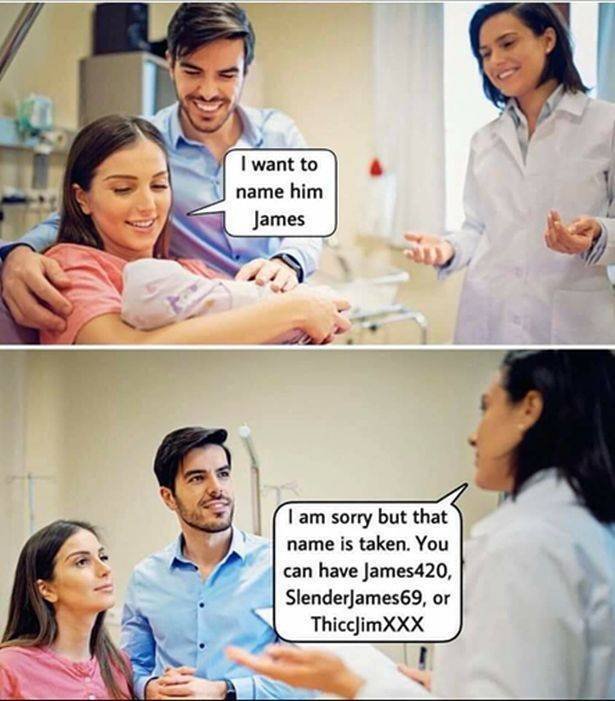 I want to
name him
James
I am sorry but that
name is taken. You
can have James420,
SlenderJames69, or
ThiccJimXXX